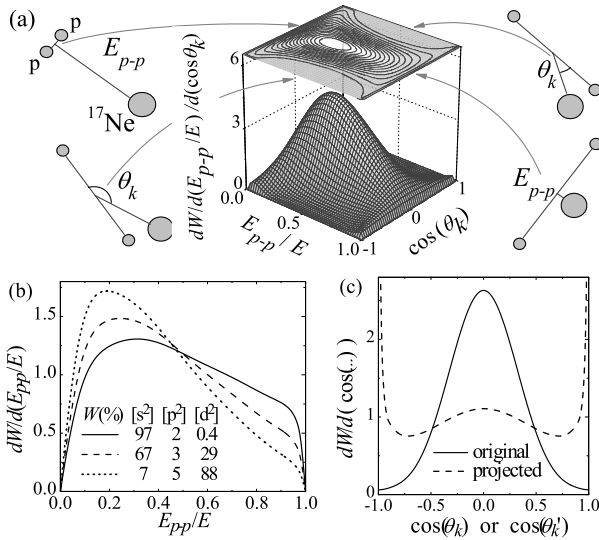 (a)
p
p
E_{p-p}
^{17}Ne
θ_k
dW/d(E_{p-p}/E)/d(cosθ_k)
6
3
0
0.0
0.5
1.0
E_{p-p}/E
-1
0
1
cos(θ_k)
θ_k
E_{p-p}
(b)
dW/d(E_{p-p}/E)
1.5
1.0
0.5
0.0
W(%) [s²] [p²] [d²]
97 2 0.4
67 3 29
7 5 88
0.0 0.2 0.4 0.6 0.8 1.0
E_{p-p}/E
(c)
dW/d(cos(..))
2
1
0
original
projected
-1.0 -0.5 0.0 0.5 1.0
cos(θ_k) or cos(θ_k')